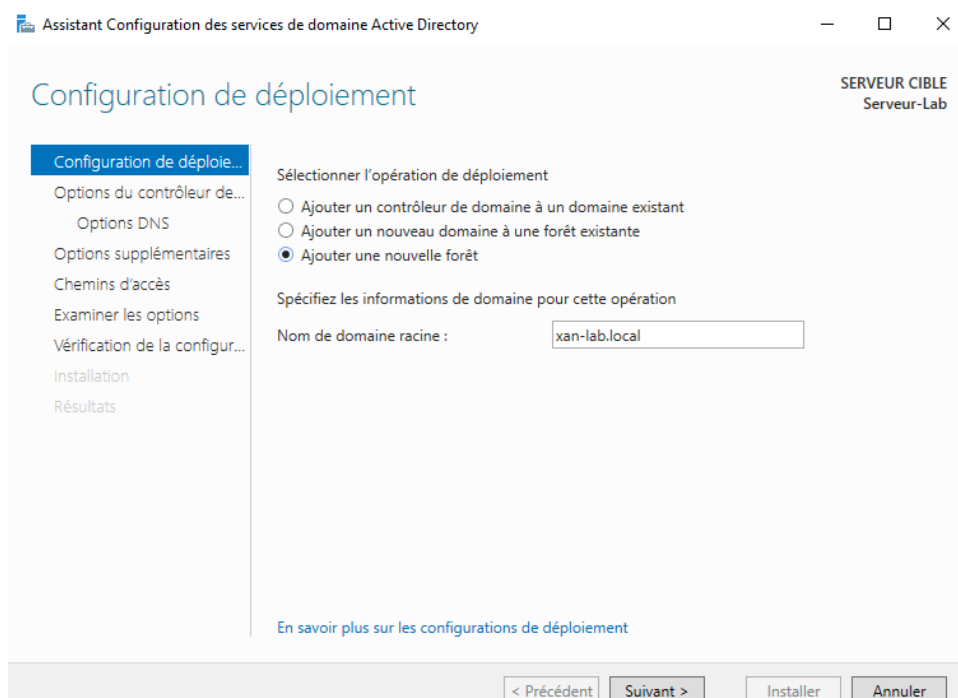 Assistant Configuration des services de domaine Active Directory
Configuration de déploiement
SERVEUR CIBLE
Serveur-Lab
Configuration de déploie...
Options du contrôleur de...
Options DNS
Options supplémentaires
Chemins d'accès
Examiner les options
Vérification de la configur...
Installation
Résultats
Sélectionner l'opération de déploiement
Ajouter un contrôleur de domaine à un domaine existant
Ajouter un nouveau domaine à une forêt existante
Ajouter une nouvelle forêt
Spécifiez les informations de domaine pour cette opération
Nom de domaine racine : xan-lab.local
En savoir plus sur les configurations de déploiement
< Précédent Suivant > Installer Annuler